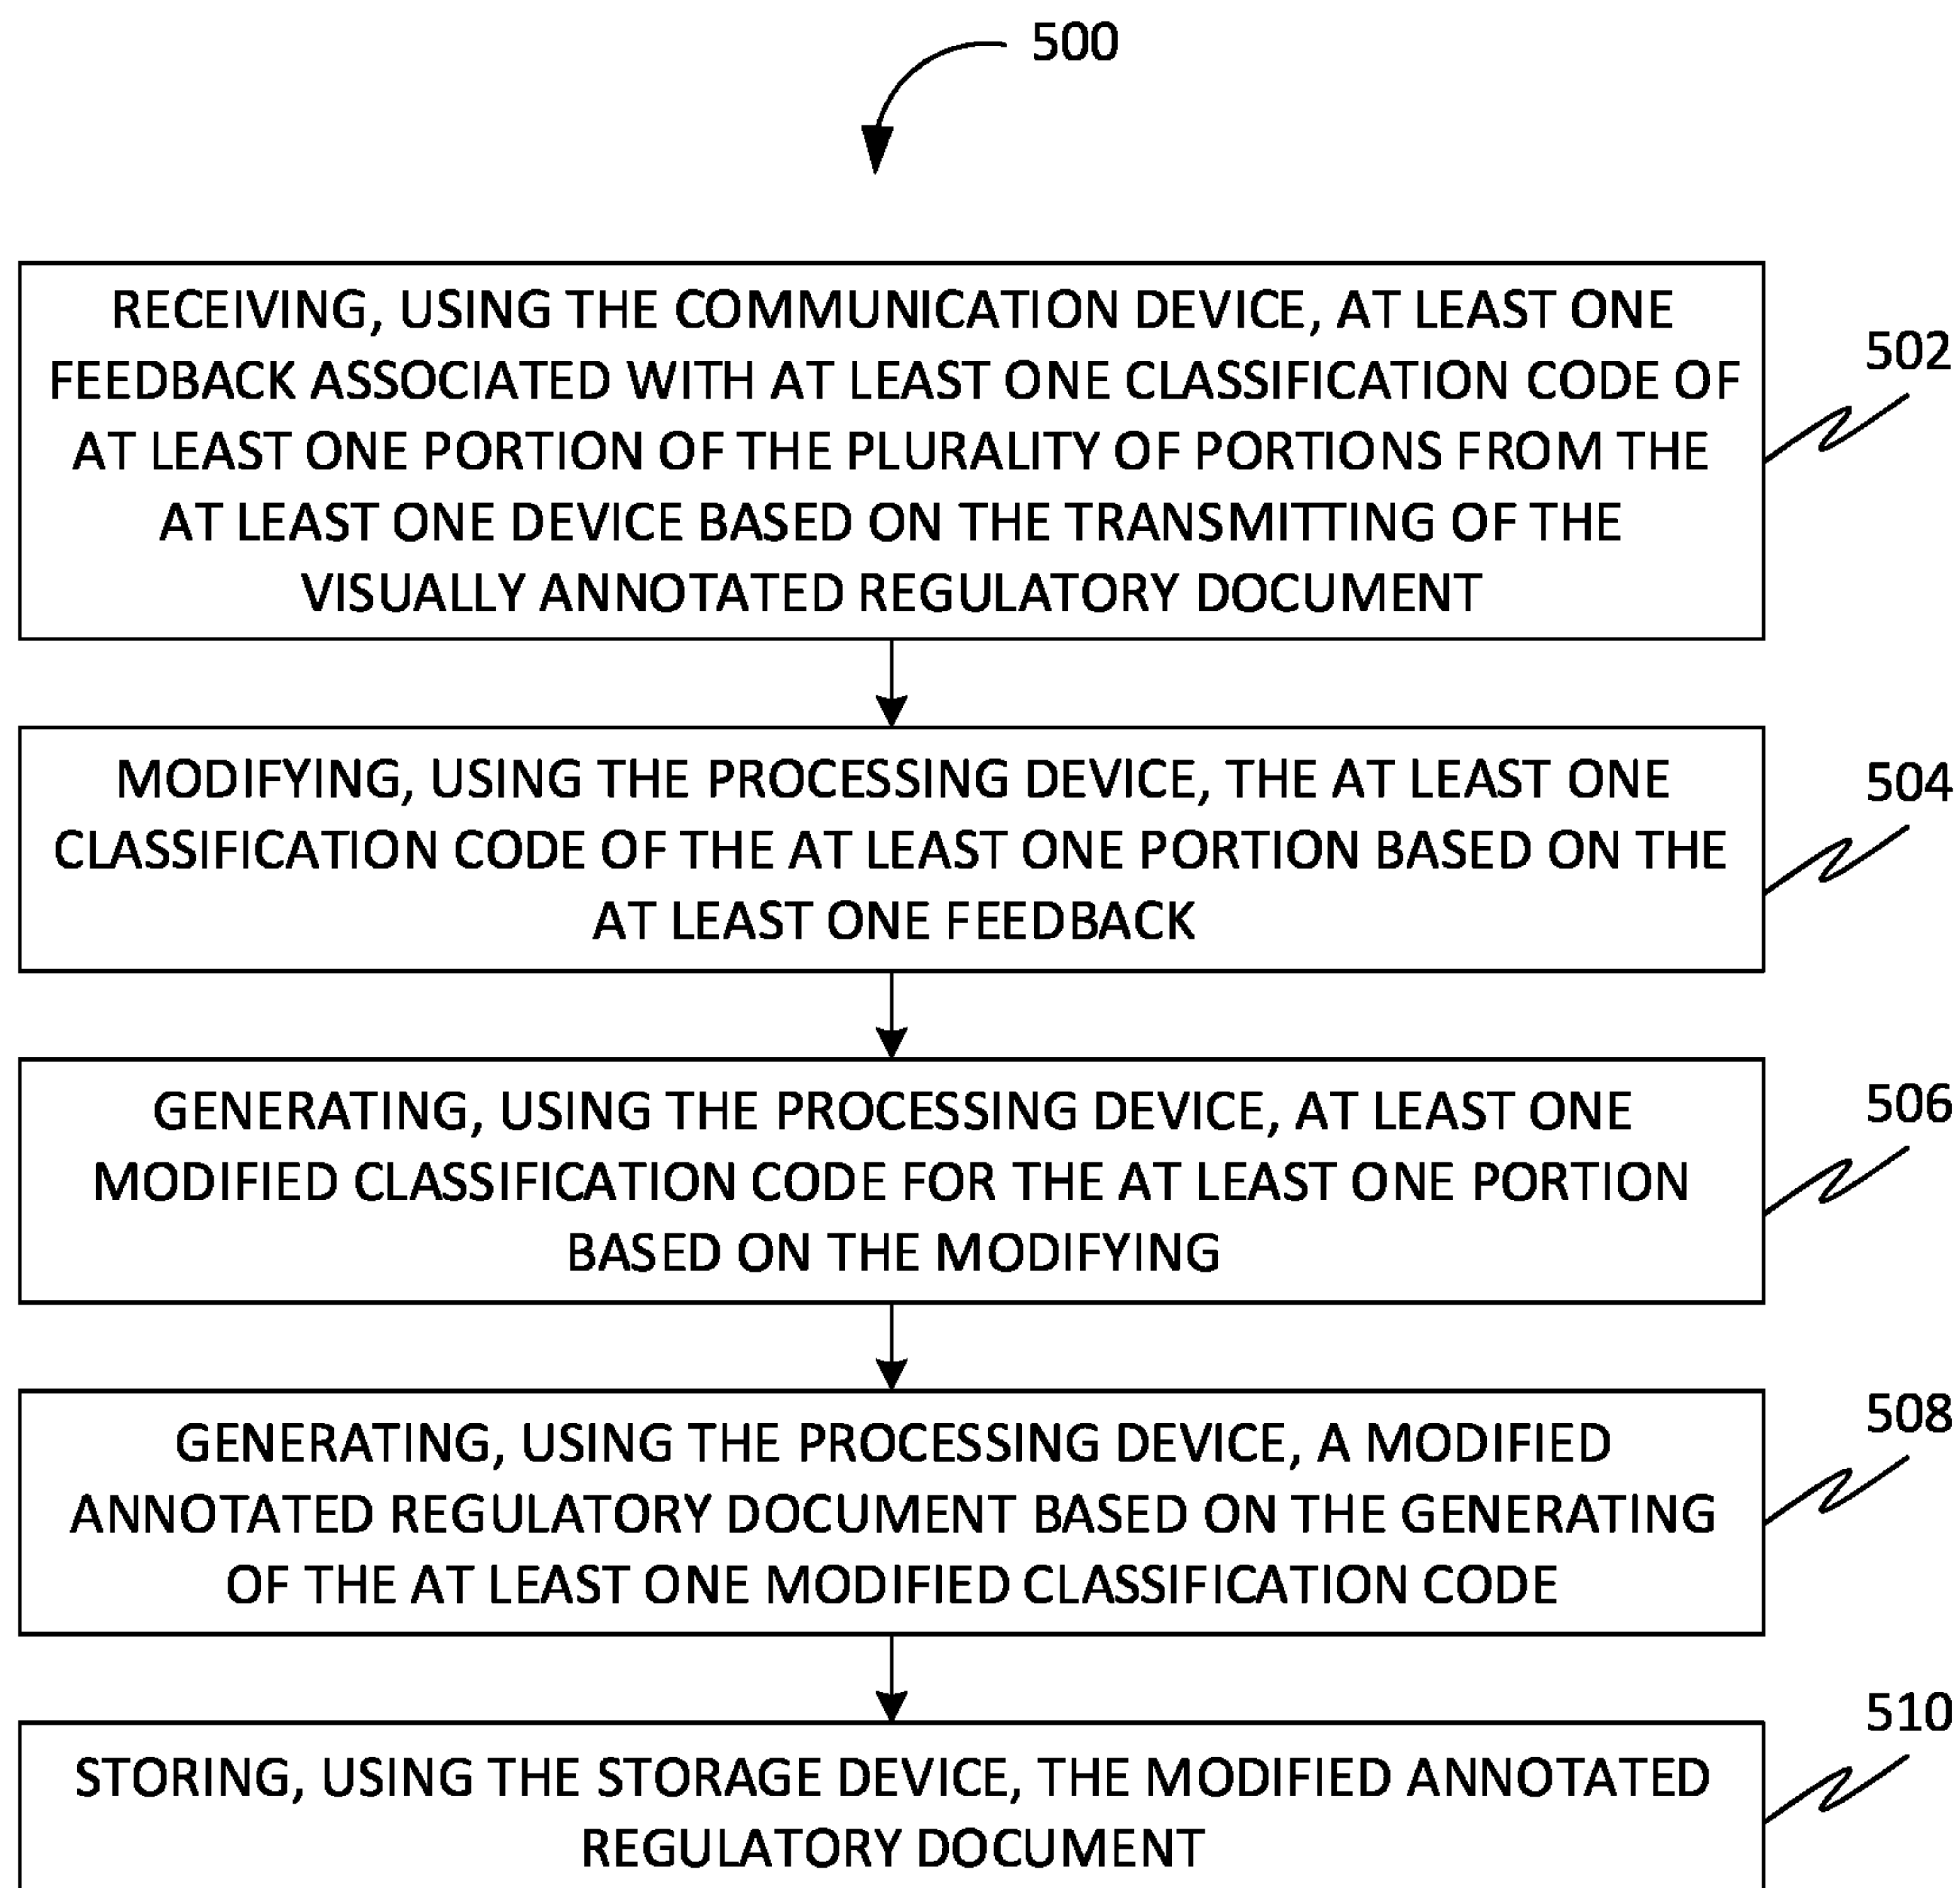 500
RECEIVING, USING THE COMMUNICATION DEVICE, AT LEAST ONE
FEEDBACK ASSOCIATED WITH AT LEAST ONE CLASSIFICATION CODE OF
AT LEAST ONE PORTION OF THE PLURALITY OF PORTIONS FROM THE
AT LEAST ONE DEVICE BASED ON THE TRANSMITTING OF THE
VISUALLY ANNOTATED REGULATORY DOCUMENT
502
MODIFYING, USING THE PROCESSING DEVICE, THE AT LEAST ONE
CLASSIFICATION CODE OF THE AT LEAST ONE PORTION BASED ON THE
AT LEAST ONE FEEDBACK
504
GENERATING, USING THE PROCESSING DEVICE, AT LEAST ONE
MODIFIED CLASSIFICATION CODE FOR THE AT LEAST ONE PORTION
BASED ON THE MODIFYING
506
GENERATING, USING THE PROCESSING DEVICE, A MODIFIED
ANNOTATED REGULATORY DOCUMENT BASED ON THE GENERATING
OF THE AT LEAST ONE MODIFIED CLASSIFICATION CODE
508
STORING, USING THE STORAGE DEVICE, THE MODIFIED ANNOTATED
REGULATORY DOCUMENT
510